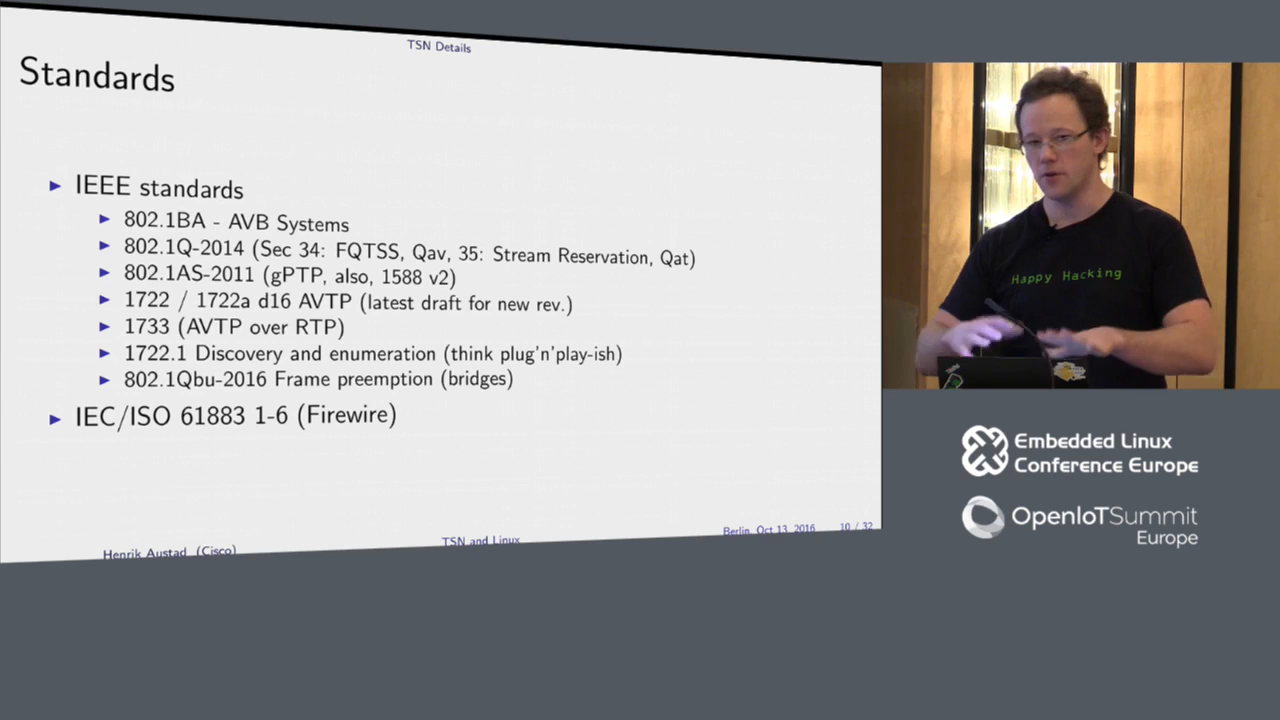 TSN Details
Standards
► IEEE standards
► 802.1BA - AVB Systems
► 802.1Q-2014 (Sec 34: FQTSS, Qav, 35: Stream Reservation, Qat)
► 802.1AS-2011 (gPTP, also, 1588 v2)
► 1722 / 1722a d16 AVTP (latest draft for new rev.)
► 1733 (AVTP over RTP)
► 1722.1 Discovery and enumeration (think plug'n'play-ish)
► 802.1Qbu-2016 Frame preemption (bridges)
► IEC/ISO 61883 1-6 (Firewire)
Henrik Austad (Cisco)
TSN and Linux
Berlin, Oct 13, 2016 10 / 32
Happy Hacking
Embedded Linux
Conference Europe
OpenIoTSummit
Europe